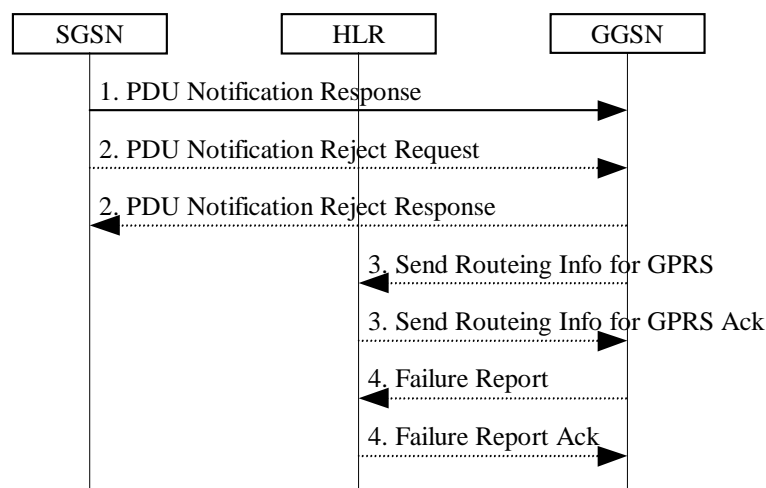 SGSN
HLR
GGSN
1. PDU Notification Response
2. PDU Notification Reject Request
2. PDU Notification Reject Response
3. Send Routeing Info for GPRS
3. Send Routeing Info for GPRS Ack
4. Failure Report
4. Failure Report Ack